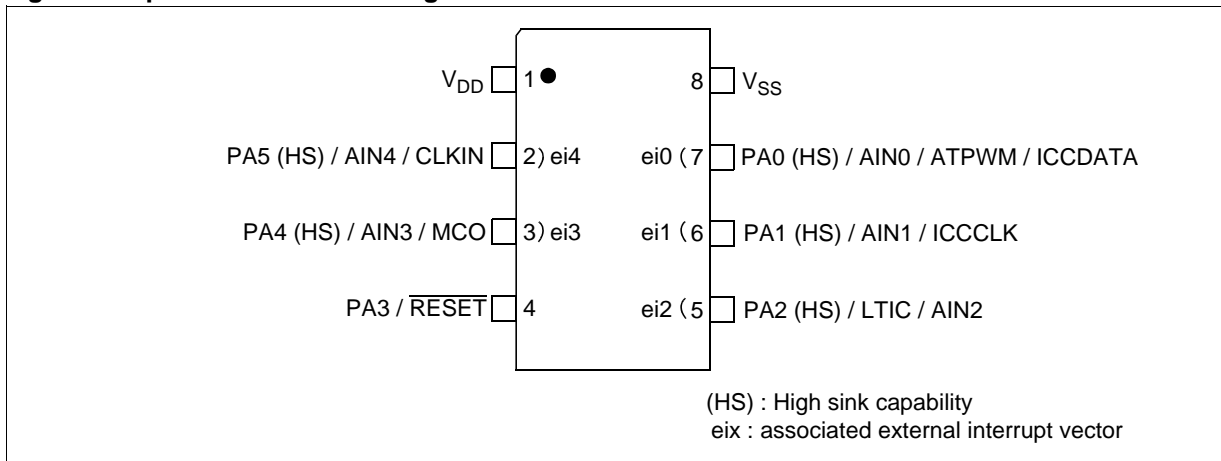 V_DD 1 8 V_SS
PA5 (HS) / AIN4 / CLKIN 2) ei4 ei0 (7 PA0 (HS) / AIN0 / ATPWM / ICCDATA
PA4 (HS) / AIN3 / MCO 3) ei3 ei1 (6 PA1 (HS) / AIN1 / ICCCLK
PA3 / RESET 4 ei2 (5 PA2 (HS) / LTIC / AIN2
(HS) : High sink capability
eix : associated external interrupt vector